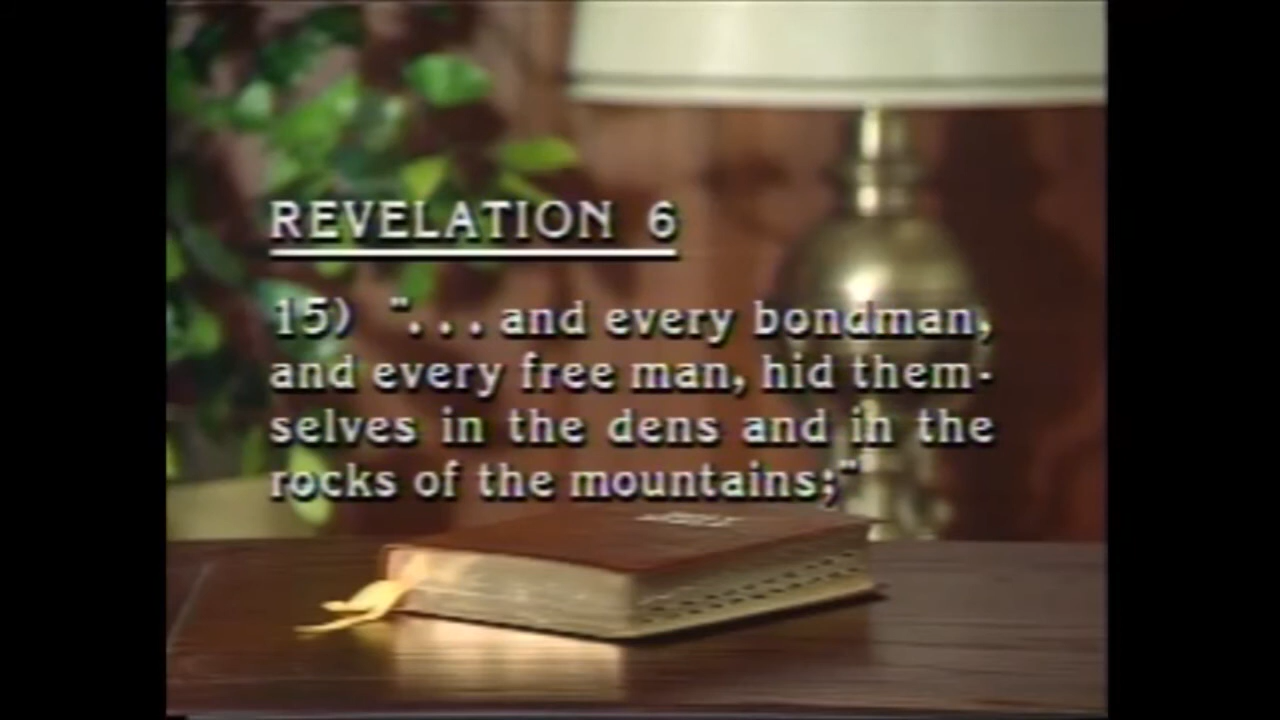 REVELATION 6
15) "...and every bondman,
and every free man, hid them-
selves in the dens and in the
rocks of the mountains;"